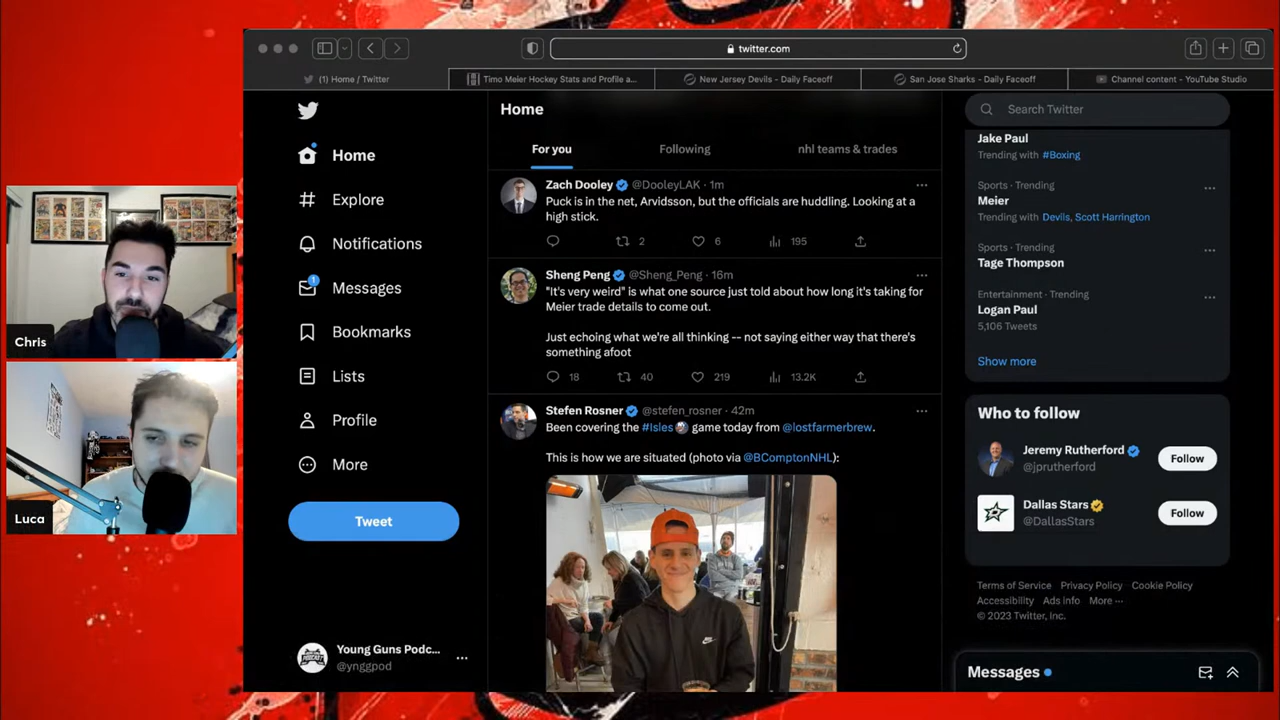 twitter.com
(1) Home / Twitter
Timo Meier Hockey Stats and Profile a...
New Jersey Devils - Daily Faceoff
San Jose Sharks - Daily Faceoff
Channel content - YouTube Studio
Home
Explore
Notifications
1
Messages
Bookmarks
Lists
Profile
More
Tweet
Young Guns Podc...
@ynggpod
Home
For you
Following
nhl teams & trades
Zach Dooley @DooleyLAK · 1m
Puck is in the net, Arvidsson, but the officials are huddling. Looking at a
high stick.
2 6 195
Sheng Peng @Sheng_Peng · 16m
"It's very weird" is what one source just told about how long it's taking for
Meier trade details to come out.
Just echoing what we're all thinking -- not saying either way that there's
something afoot
18 40 219 13.2K
Stefen Rosner @stefen_rosner · 42m
Been covering the #Isles game today from @lostfarmerbrew.
This is how we are situated (photo via @BComptonNHL):
Search Twitter
Jake Paul
Trending with #Boxing
Sports · Trending
Meier
Trending with Devils, Scott Harrington
Sports · Trending
Tage Thompson
Entertainment · Trending
Logan Paul
5,106 Tweets
Show more
Who to follow
Jeremy Rutherford
@jprutherford
Follow
Dallas Stars
@DallasStars
Follow
Terms of Service Privacy Policy Cookie Policy
Accessibility Ads info More ···
© 2023 Twitter, Inc.
Messages
Chris
Luca